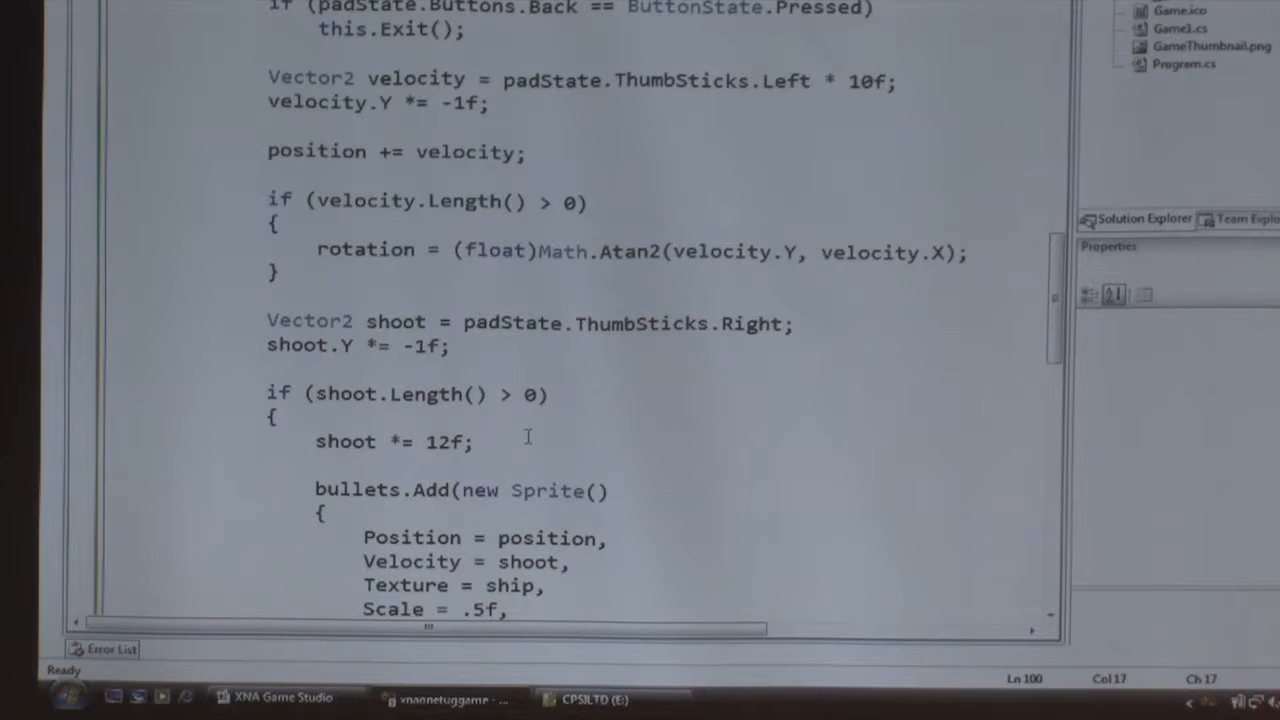 if (padState.Buttons.Back == ButtonState.Pressed)
this.Exit();
Vector2 velocity = padState.ThumbSticks.Left * 10f;
velocity.Y *= -1f;
position += velocity;
if (velocity.Length() > 0)
{
rotation = (float)Math.Atan2(velocity.Y, velocity.X);
}
Vector2 shoot = padState.ThumbSticks.Right;
shoot.Y *= -1f;
if (shoot.Length() > 0)
{
shoot *= 12f;
bullets.Add(new Sprite()
{
Position = position,
Velocity = shoot,
Texture = ship,
Scale = .5f,
Game.ico
Game1.cs
GameThumbnail.png
Program.cs
Solution Explorer
Team Explo
Properties
Error List
Ready
Ln 100
Col 17
Ch 17
XNA Game Studio
xnaonetuggame - ...
CPSJLTD (E:)